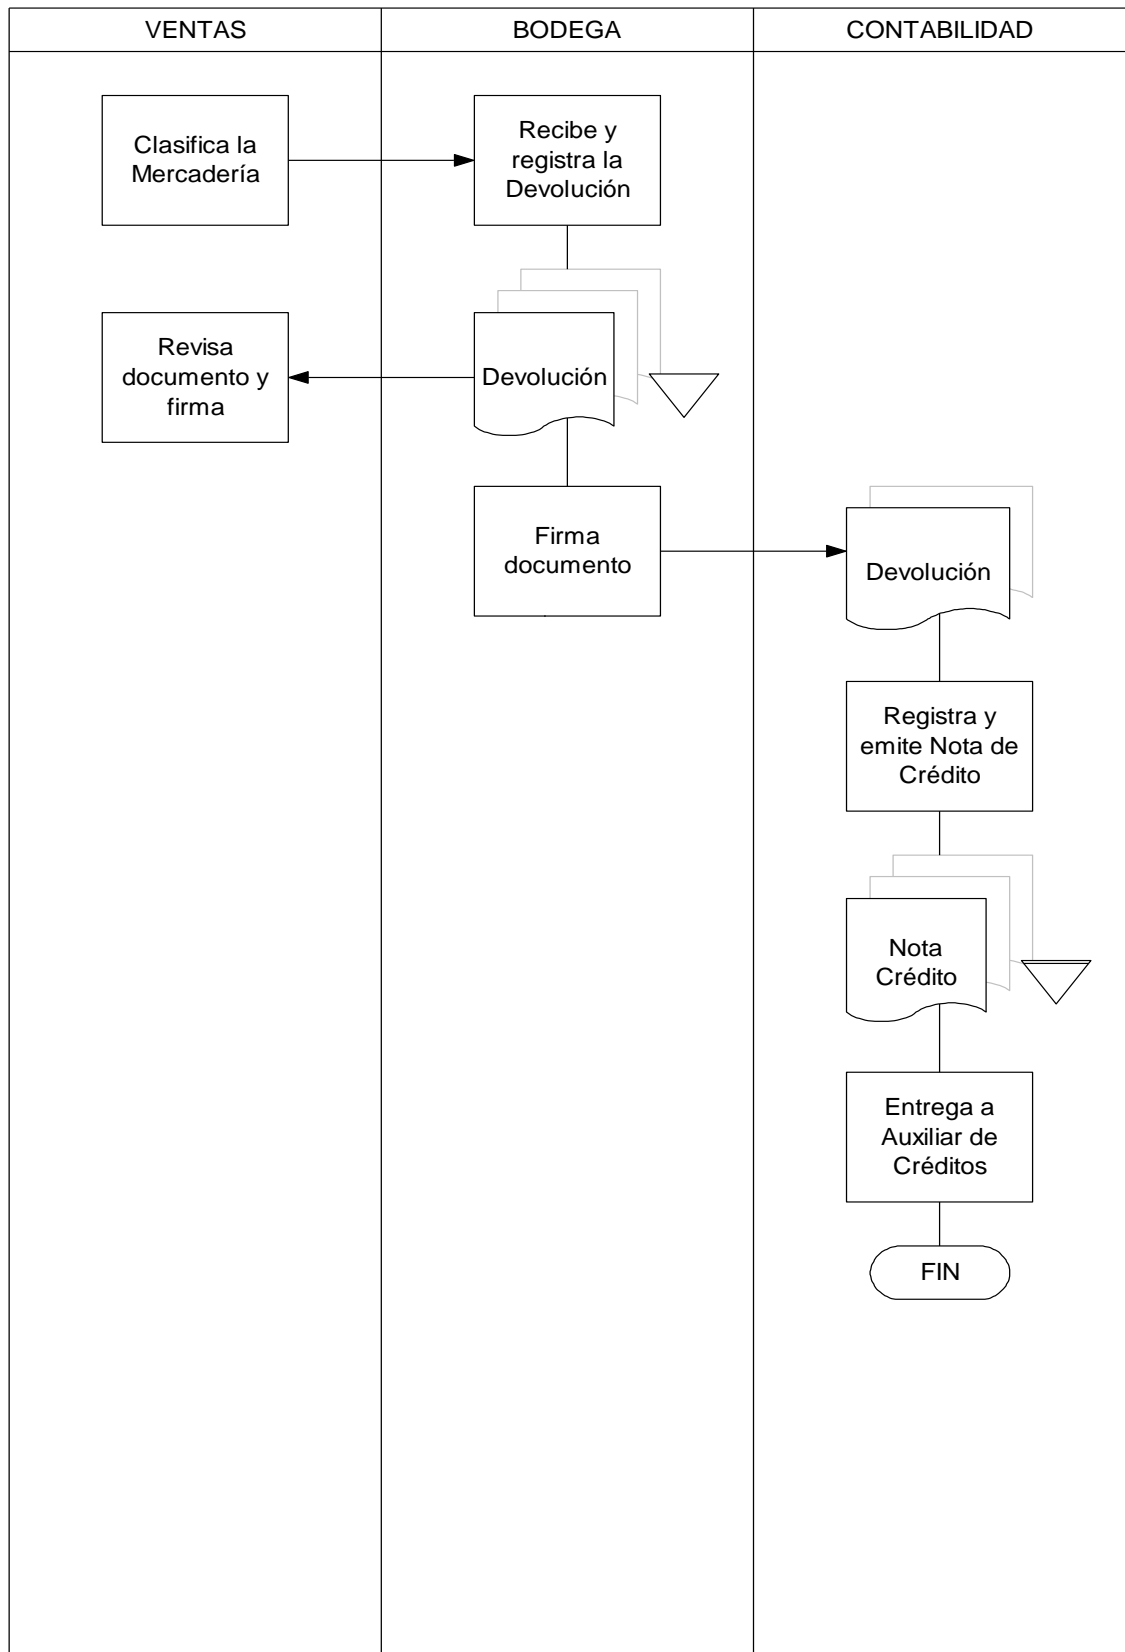 VENTAS
BODEGA
CONTABILIDAD
Clasifica la
Mercadería
Recibe y
registra la
Devolución
Revisa
documento y
firma
Devolución
Firma
documento
Devolución
Registra y
emite Nota de
Crédito
Nota
Crédito
Entrega a
Auxiliar de
Créditos
FIN